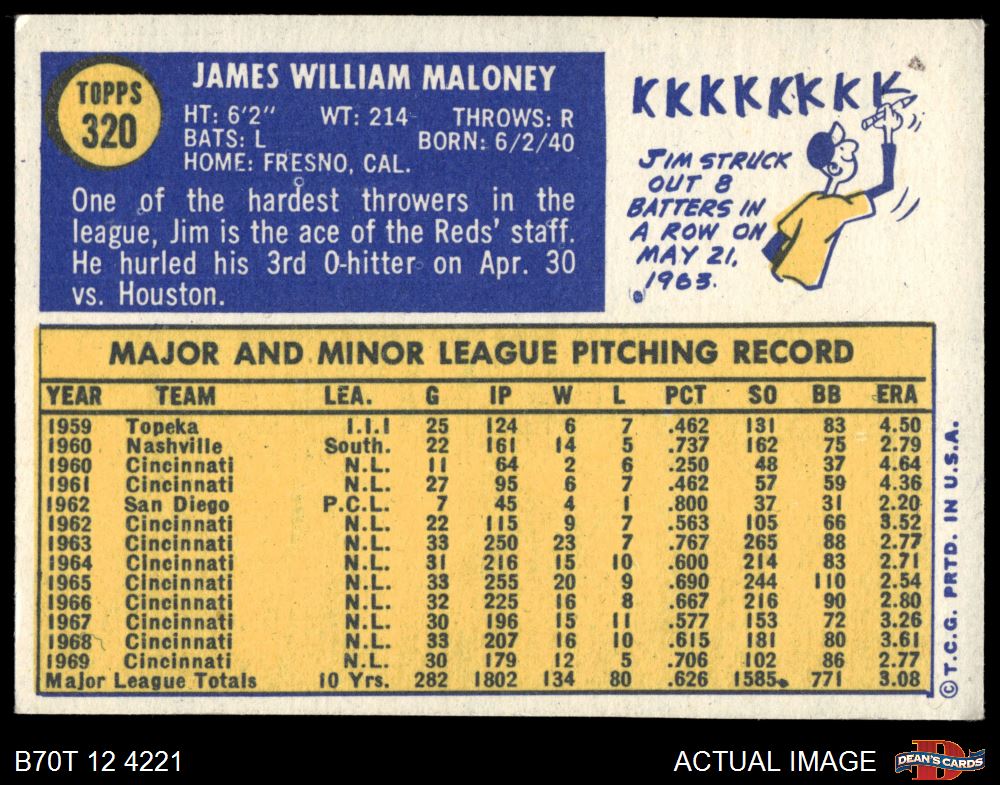 TOPPS
320
JAMES WILLIAM MALONEY
HT: 6'2" WT: 214 THROWS: R
BATS: L BORN: 6/2/40
HOME: FRESNO, CAL.
One of the hardest throwers in the
league, Jim is the ace of the Reds' staff.
He hurled his 3rd 0-hitter on Apr. 30
vs. Houston.
KKKKKKKK
JIM STRUCK
OUT 8
BATTERS IN
A ROW ON
MAY 21,
1963.
MAJOR AND MINOR LEAGUE PITCHING RECORD
YEAR TEAM LEA. G IP W L PCT SO BB ERA
1959 Topeka I.I.I 25 124 6 7 .462 131 83 4.50
1960 Nashville South. 22 161 14 5 .737 162 75 2.79
1960 Cincinnati N.L. 11 64 2 6 .250 48 37 4.64
1961 Cincinnati N.L. 27 95 6 7 .462 57 59 4.36
1962 San Diego P.C.L. 7 45 4 1 .800 37 31 2.20
1962 Cincinnati N.L. 22 115 9 7 .563 105 66 3.52
1963 Cincinnati N.L. 33 250 23 7 .767 265 88 2.77
1964 Cincinnati N.L. 31 216 15 10 .600 214 83 2.71
1965 Cincinnati N.L. 33 255 20 9 .690 244 110 2.54
1966 Cincinnati N.L. 32 225 16 8 .667 216 90 2.80
1967 Cincinnati N.L. 30 196 15 11 .577 153 72 3.26
1968 Cincinnati N.L. 33 207 16 10 .615 181 80 3.61
1969 Cincinnati N.L. 30 179 12 5 .706 102 86 2.77
Major League Totals 10 Yrs. 282 1802 134 80 .626 1585 771 3.08
©T.C.G. PRTD. IN U.S.A.
B70T 12 4221
ACTUAL IMAGE
DEAN'S CARDS